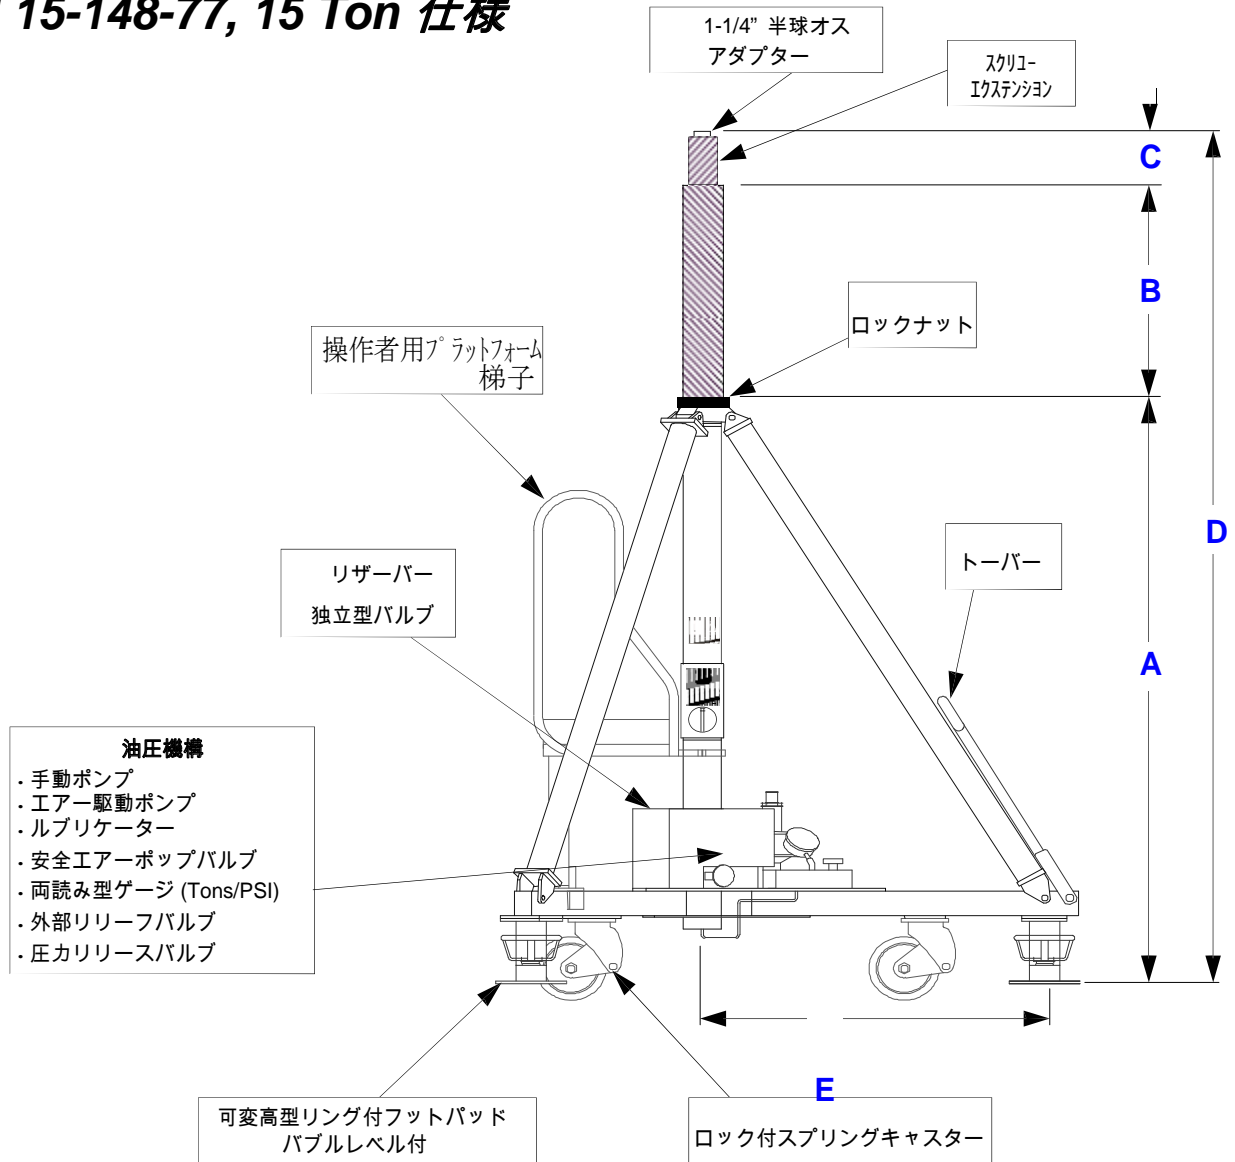 15-148-77, 15 Ton 仕様
1-1/4” 半球オス
アダプター
スクリュー
エクステンション
C
B
ロックナット
操作者用プラットフォーム
梯子
D
トーバー
リザーバー
独立型バルブ
A
油圧機構
・手動ポンプ
・エアー駆動ポンプ
・ルブリケーター
・安全エアーポップバルブ
・両読み型ゲージ (Tons/PSI)
・外部リリーフバルブ
・圧力リリースバルブ
E
可変高型リング付フットパッド
バブルレベル付
ロック付スプリングキャスター